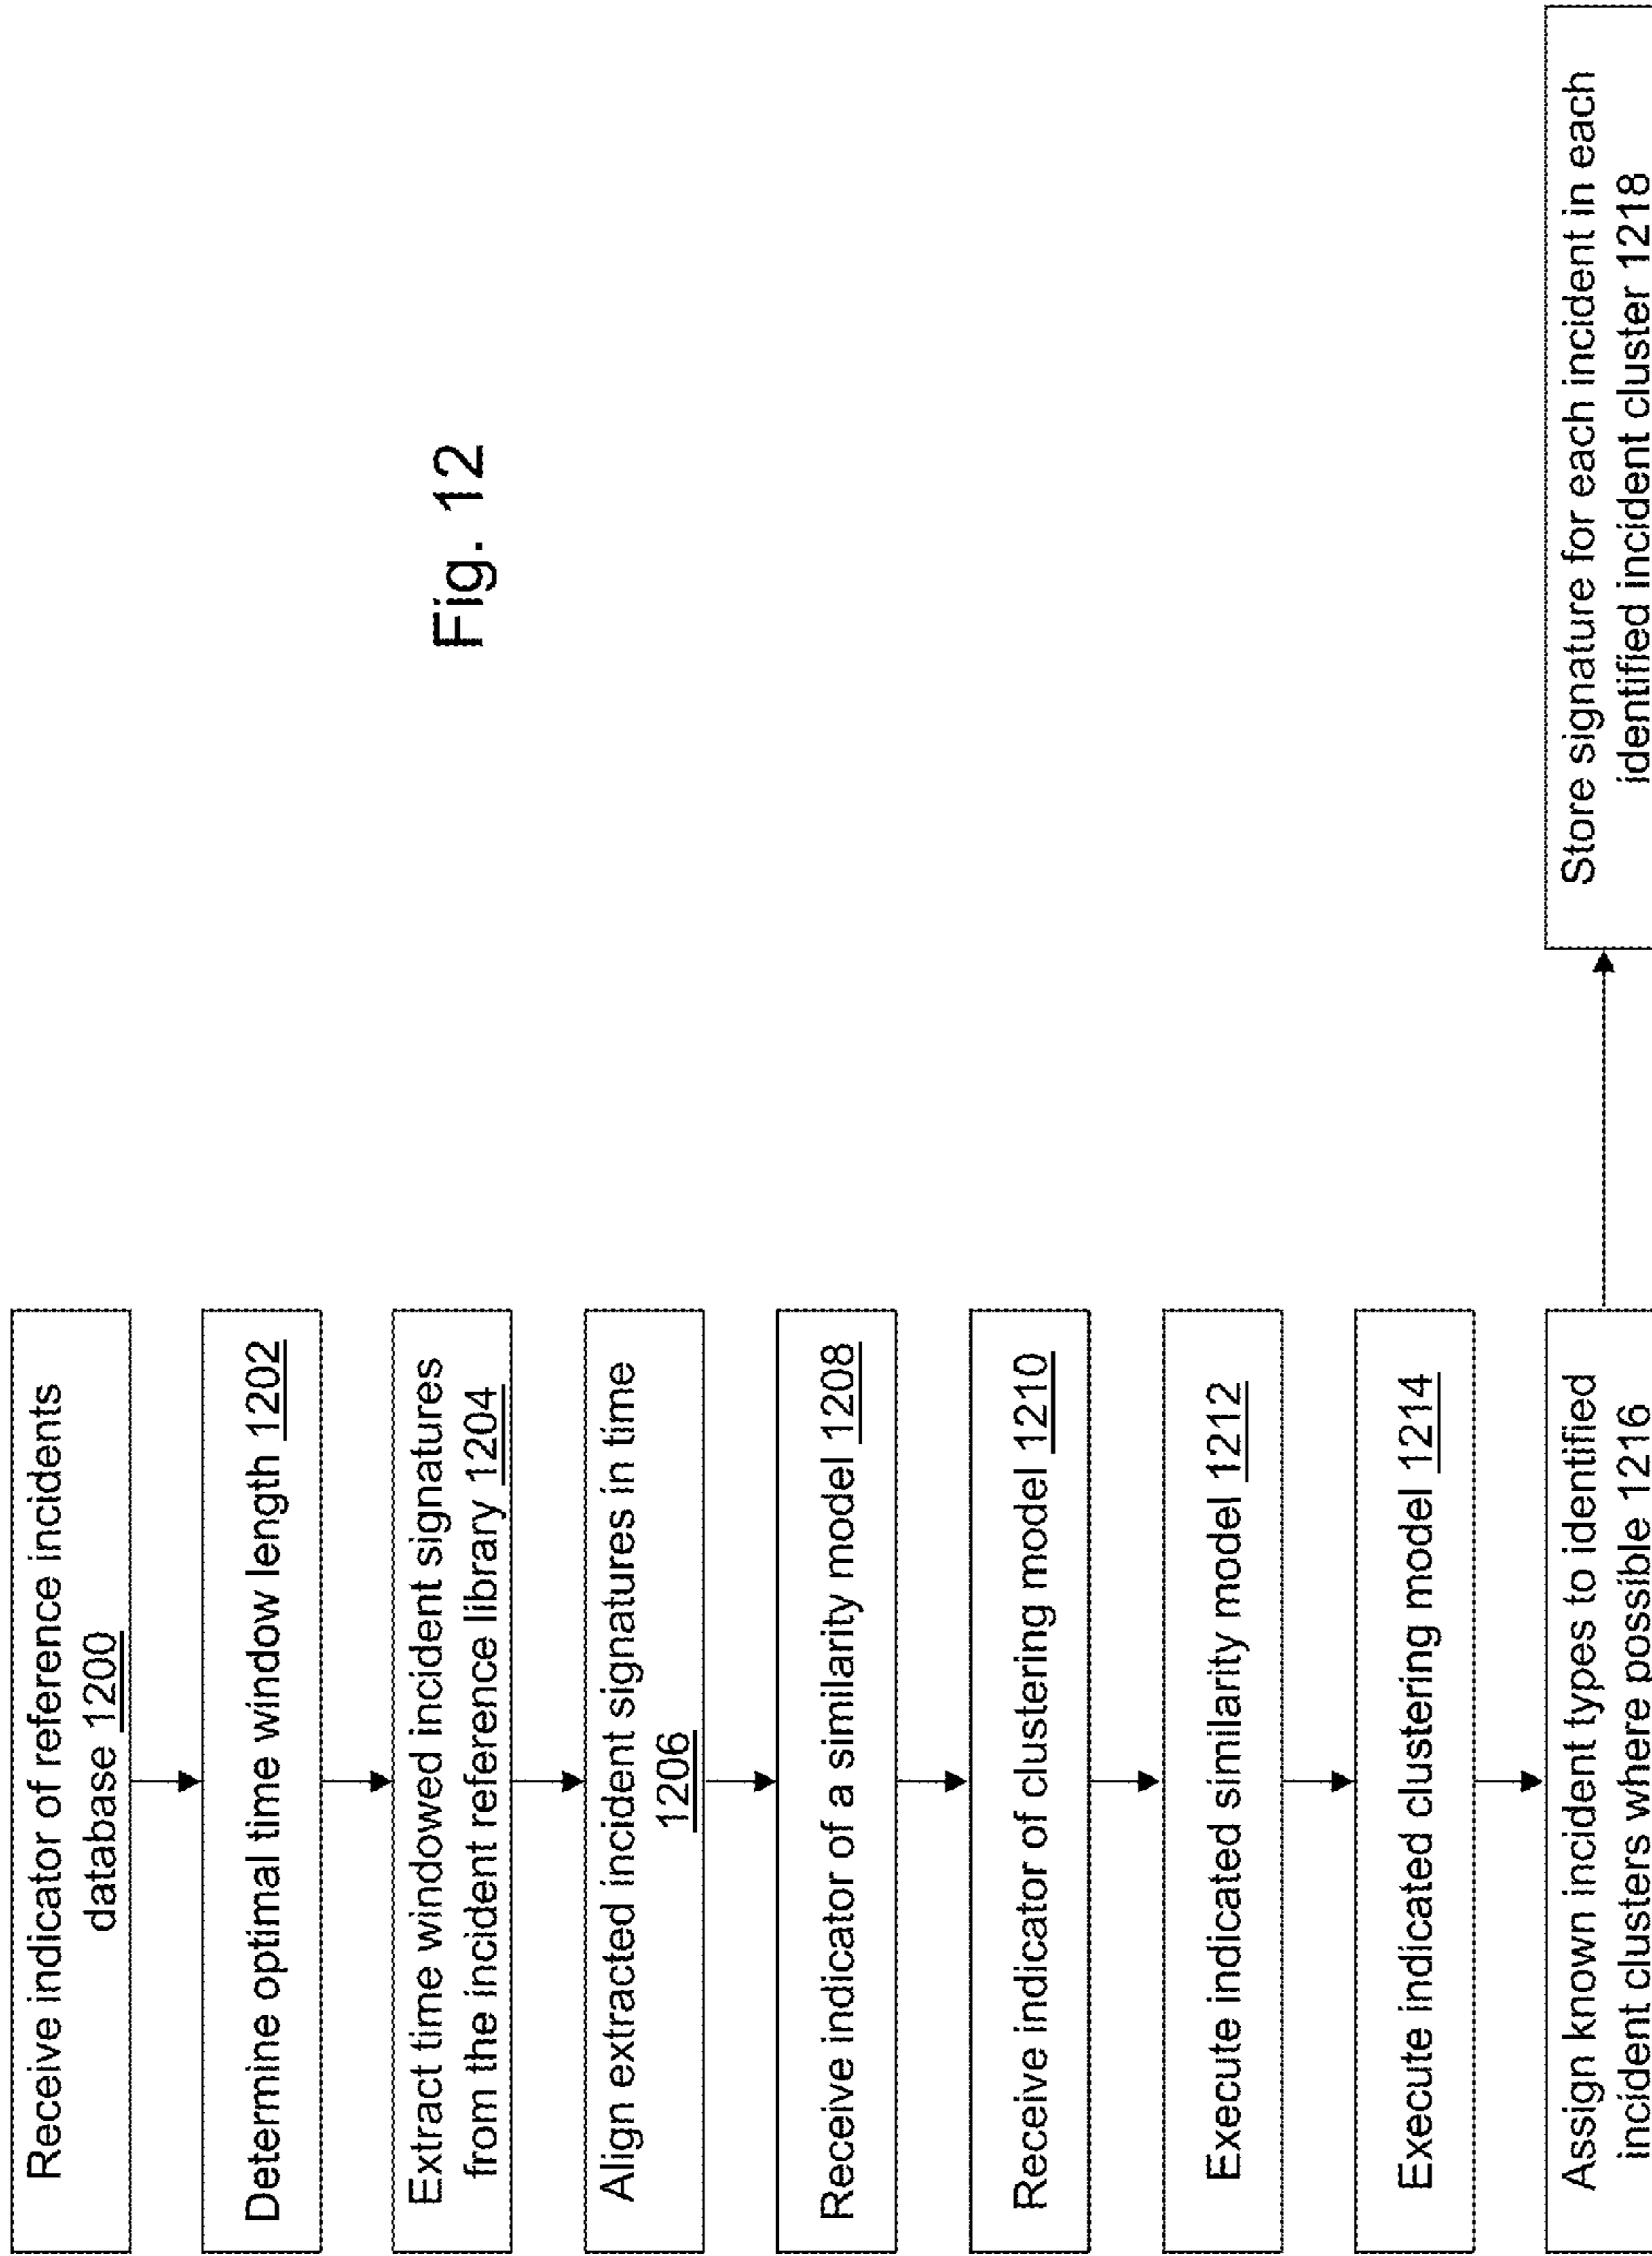 Receive indicator of reference incidents
database 1200
Determine optimal time window length 1202
Extract time windowed incident signatures
from the incident reference library 1204
Align extracted incident signatures in time
1206
Receive indicator of a similarity model 1208
Receive indicator of clustering model 1210
Execute indicated similarity model 1212
Execute indicated clustering model 1214
Assign known incident types to identified
incident clusters where possible 1216
Store signature for each incident in each
identified incident cluster 1218
Fig. 12